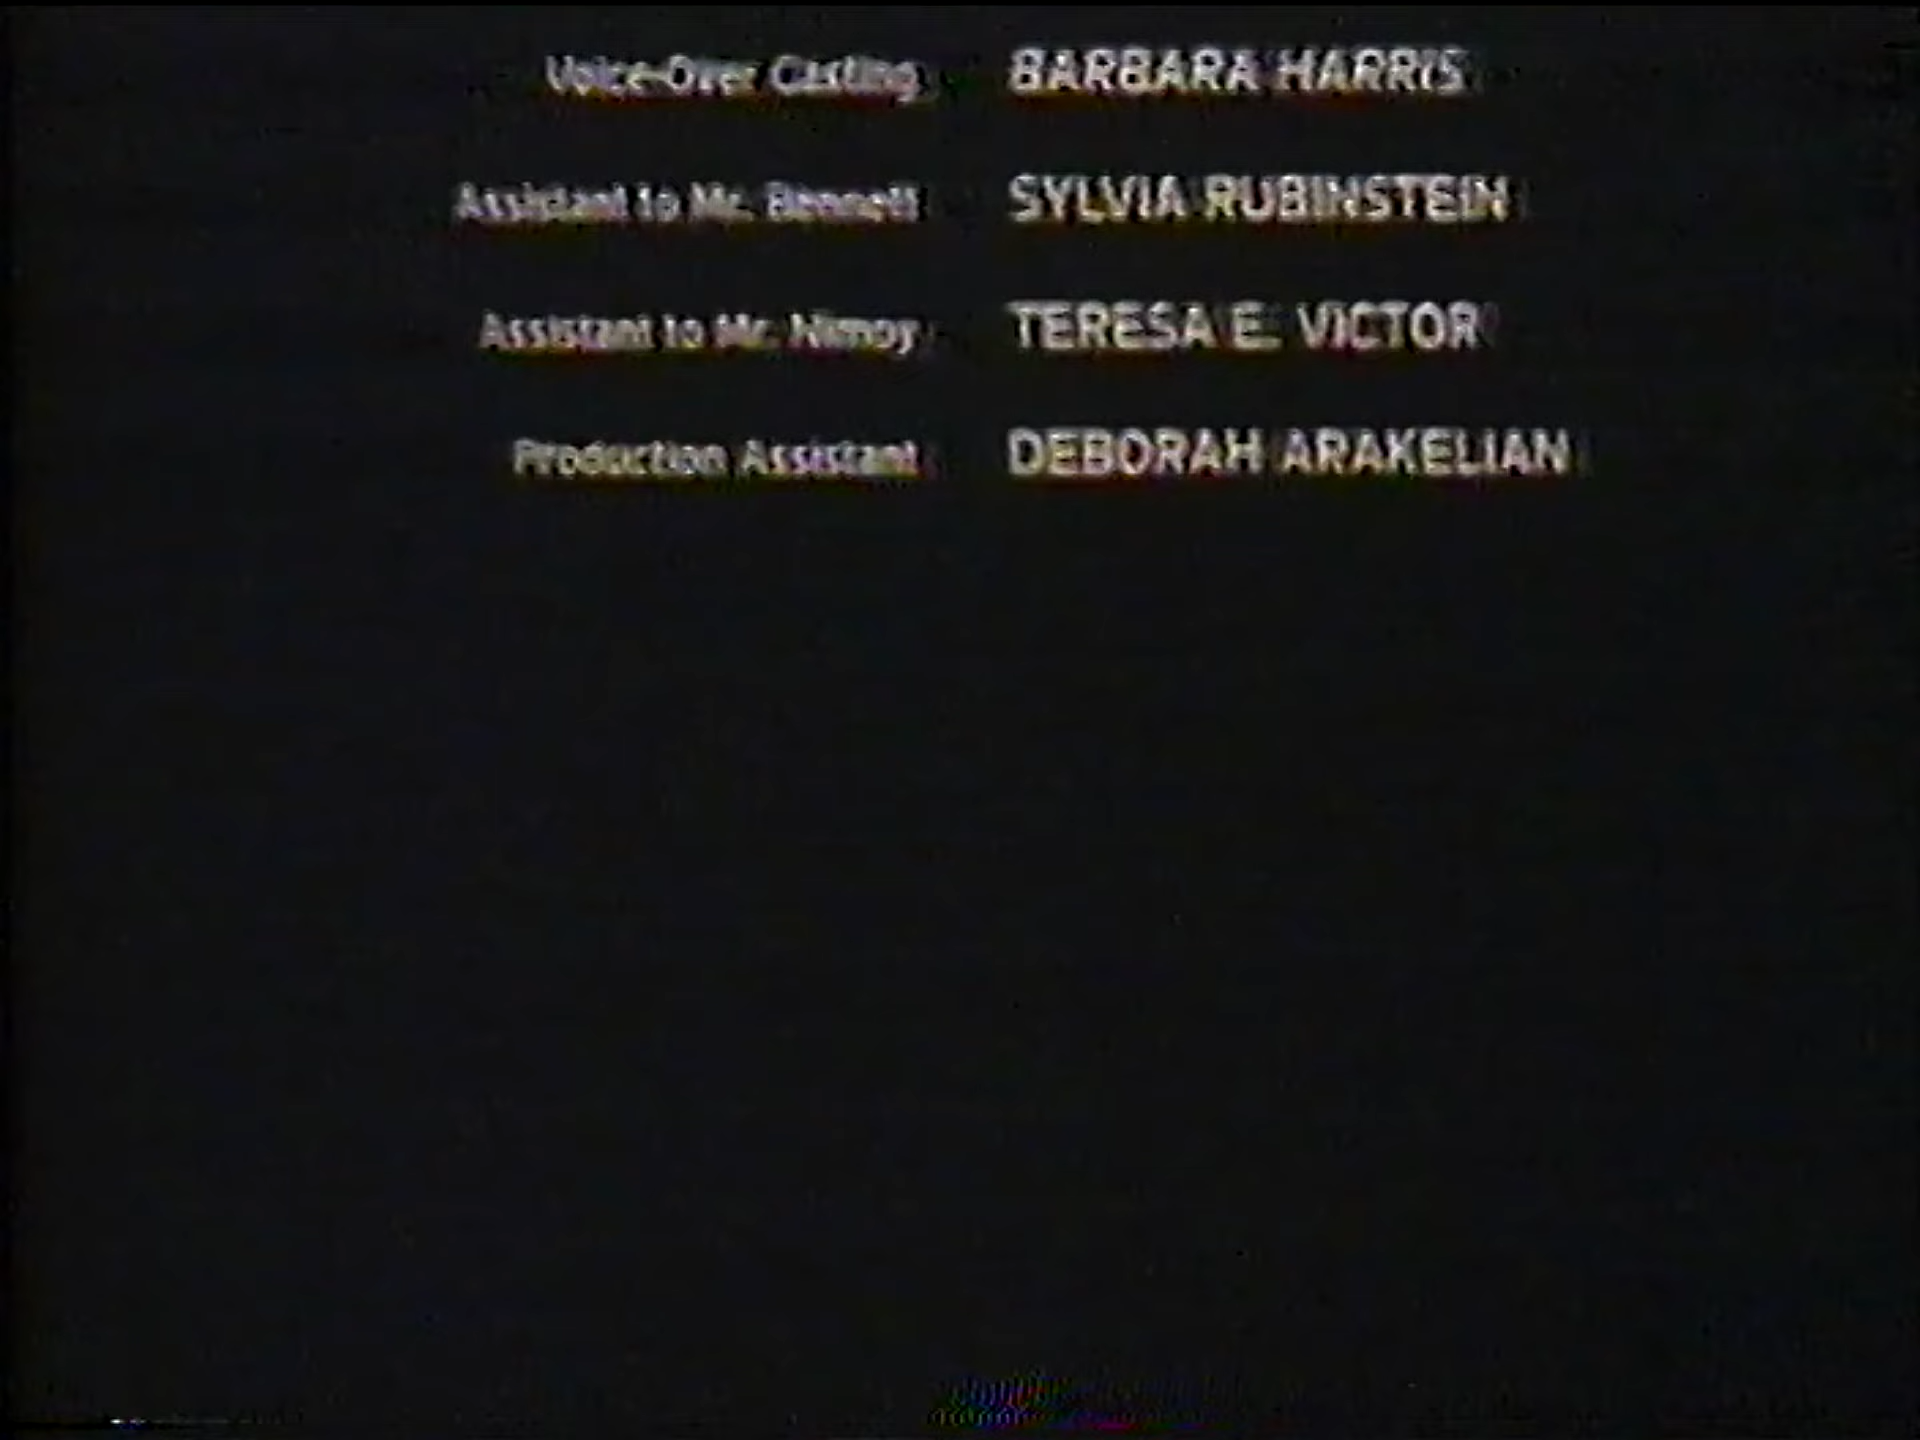 Voice-Over Casting BARBARA HARRIS
Assistant to Mr. Bennett SYLVIA RUBINSTEIN
Assistant to Mr. Nimoy TERESA E. VICTOR
Production Assistant DEBORAH ARAKELIAN